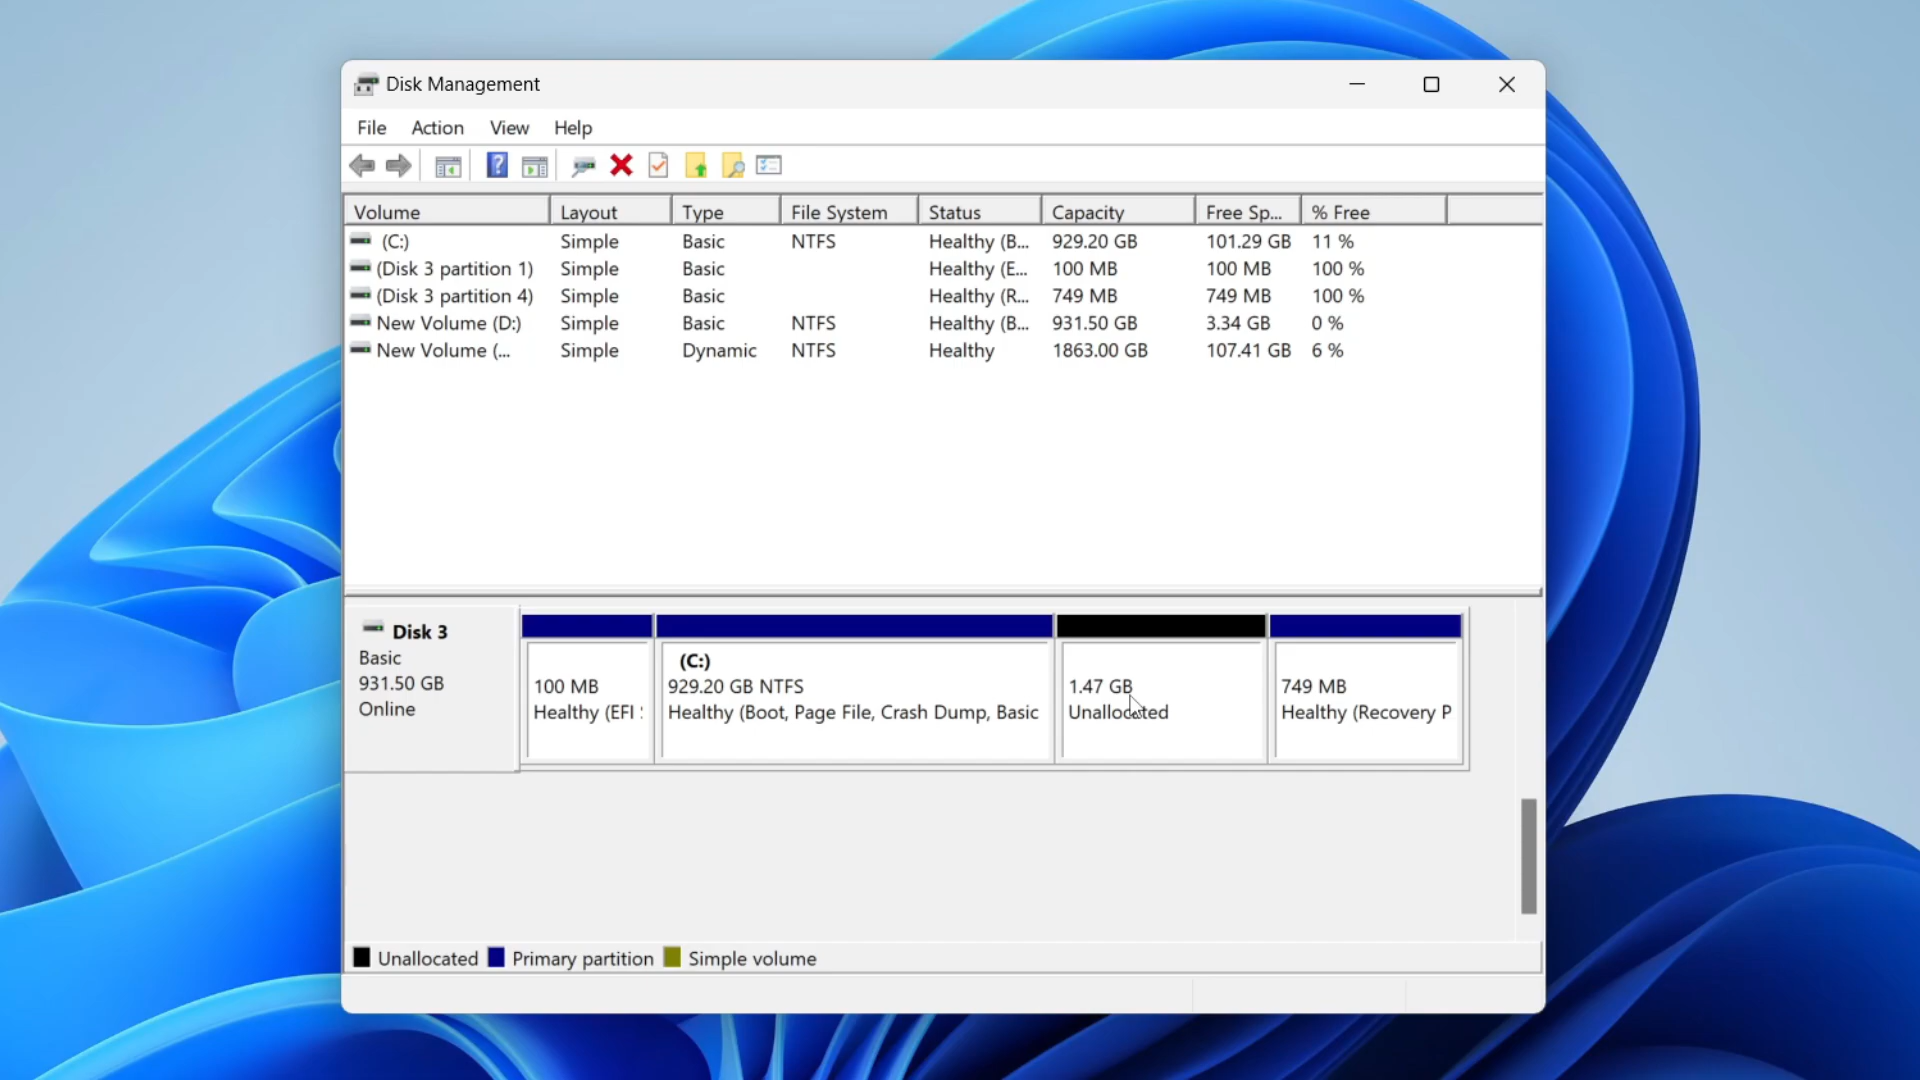 Disk Management
File Action View Help
Volume Layout Type File System Status Capacity Free Sp... % Free
(C:) Simple Basic NTFS Healthy (B... 929.20 GB 101.29 GB 11 %
(Disk 3 partition 1) Simple Basic Healthy (E... 100 MB 100 MB 100 %
(Disk 3 partition 4) Simple Basic Healthy (R... 749 MB 749 MB 100 %
New Volume (D:) Simple Basic NTFS Healthy (B... 931.50 GB 3.34 GB 0 %
New Volume (... Simple Dynamic NTFS Healthy 1863.00 GB 107.41 GB 6 %
Disk 3
Basic
931.50 GB
Online
100 MB
Healthy (EFI
(C:)
929.20 GB NTFS
Healthy (Boot, Page File, Crash Dump, Basic
1.47 GB
Unallocated
749 MB
Healthy (Recovery P
Unallocated Primary partition Simple volume